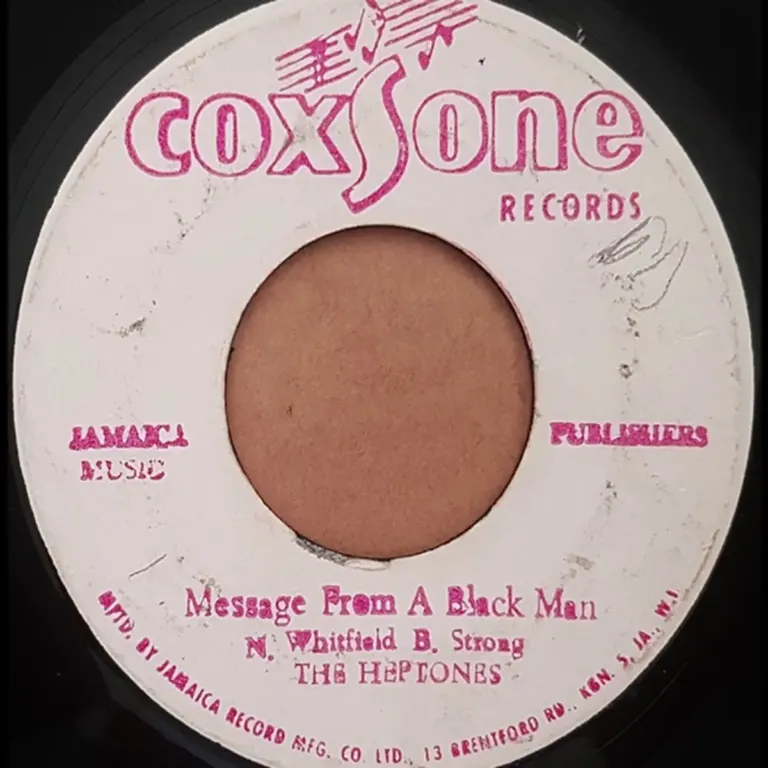 coxSone
RECORDS
JAMAICA
MUSIC
PUBLISHERS
Message From A Black Man
N. Whitfield B. Strong
THE HEPTONES
MFTD. BY JAMAICA RECORD MFG. CO. LTD., 13 BRENTFORD RD., KGN. 5, JA., W.I